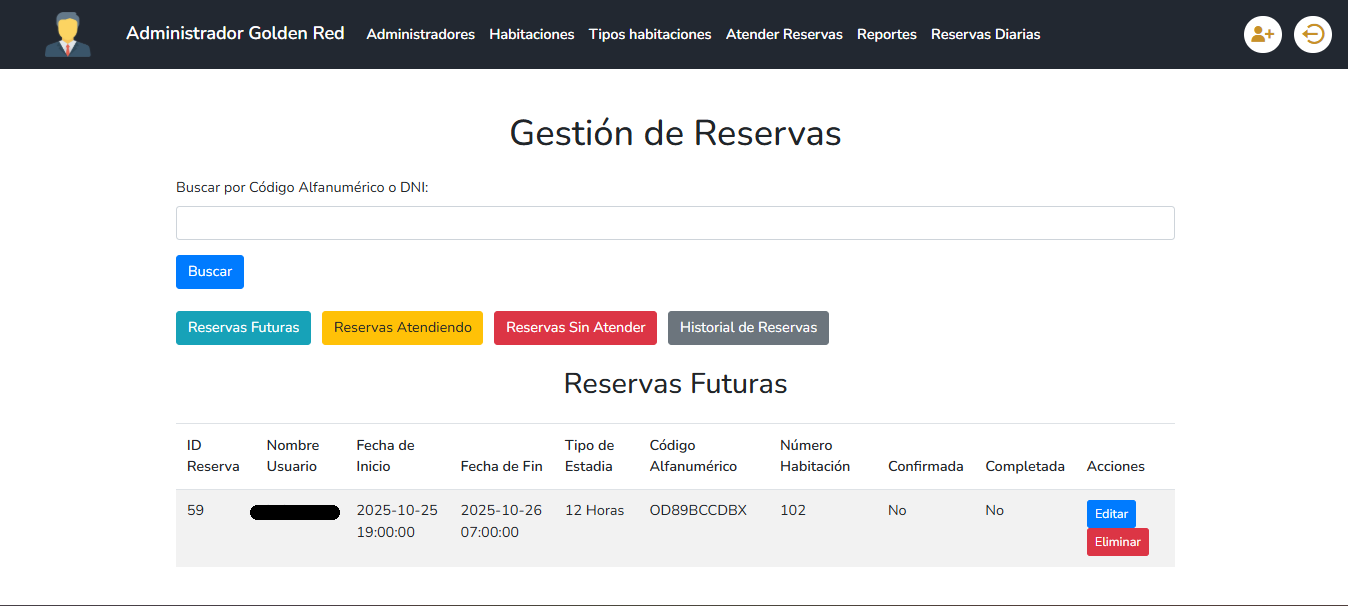 Administrador Golden Red Administradores Habitaciones Tipos habitaciones Atender Reservas Reportes Reservas Diarias
Gestión de Reservas
Buscar por Código Alfanumérico o DNI:
Buscar
Reservas Futuras Reservas Atendiendo Reservas Sin Atender Historial de Reservas
Reservas Futuras
ID Nombre Fecha de Tipo de Código Número
Reserva Usuario Inicio Fecha de Fin Estadia Alfanumérico Habitación Confirmada Completada Acciones
59 2025-10-25 2025-10-26 12 Horas OD89BCCDBX 102 No No Editar
19:00:00 07:00:00 Eliminar